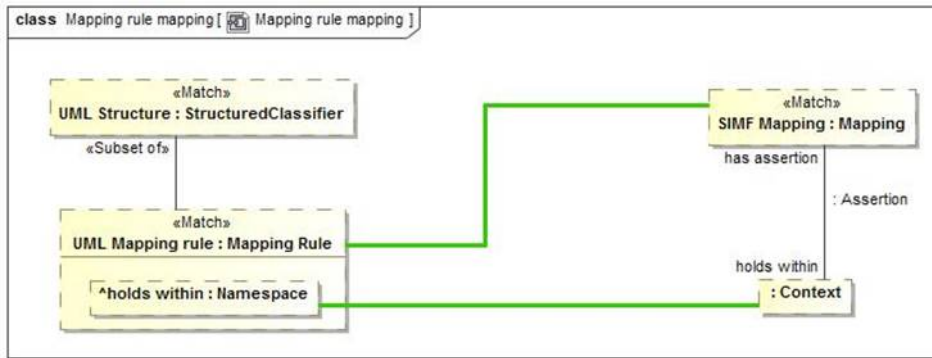 class Mapping rule mapping [ Mapping rule mapping ]
«Match»
UML Structure : StructuredClassifier
«Subset of»
«Match»
UML Mapping rule : Mapping Rule
^holds within : Namespace
«Match»
SIMF Mapping : Mapping
has assertion
: Assertion
holds within
: Context